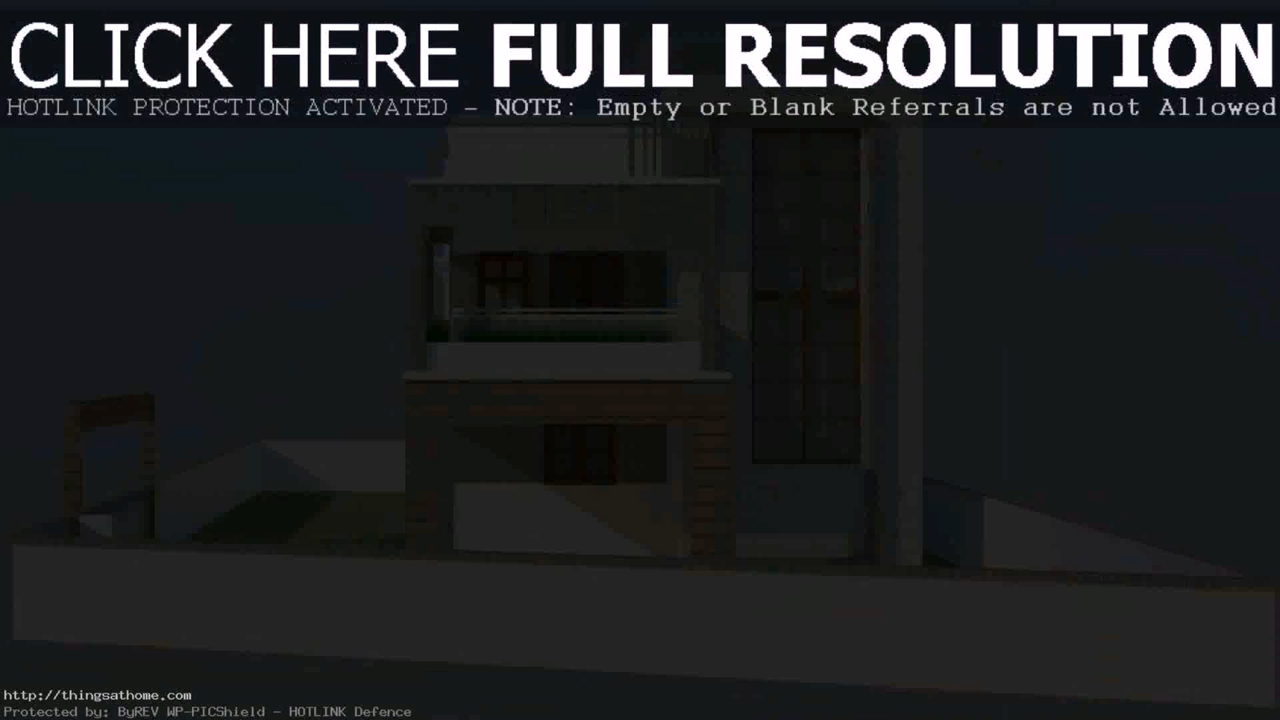 CLICK HERE FULL RESOLUTION
HOTLINK PROTECTION ACTIVATED - NOTE: Empty or Blank Referrals are not Allowed
http://thingsathome.com
Protected by: ByREV WP-PICShield - HOTLINK Defence